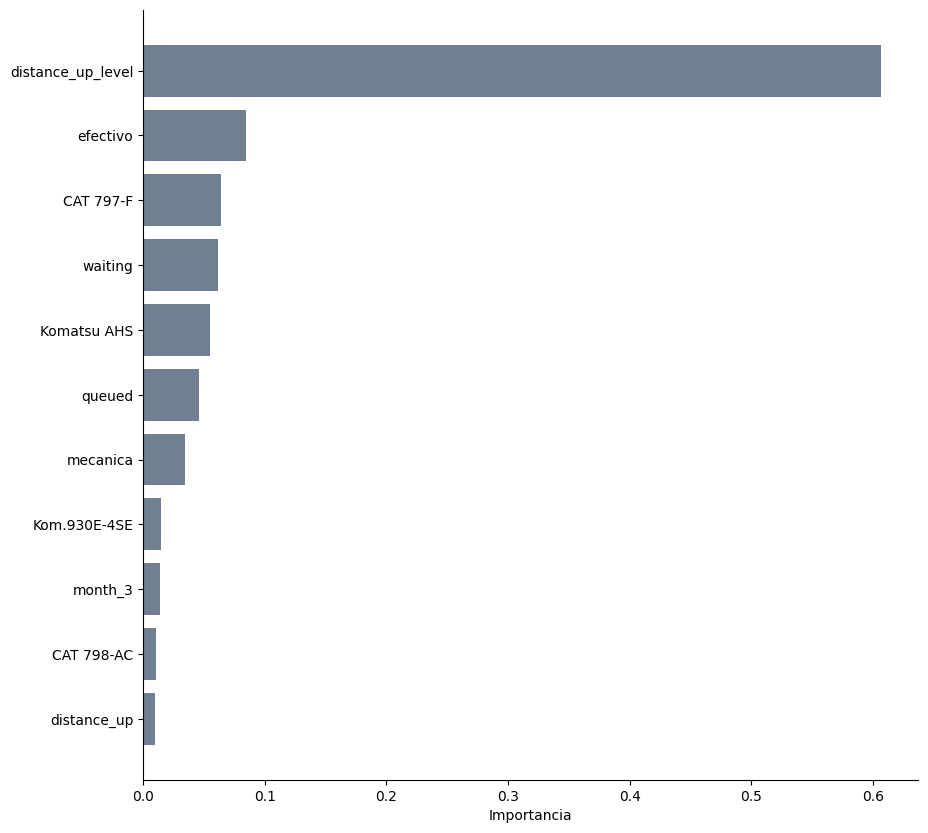 distance_up_level
efectivo
CAT 797-F
waiting
Komatsu AHS
queued
mecanica
Kom.930E-4SE
month_3
CAT 798-AC
distance_up
0.0 0.1 0.2 0.3 0.4 0.5 0.6
Importancia